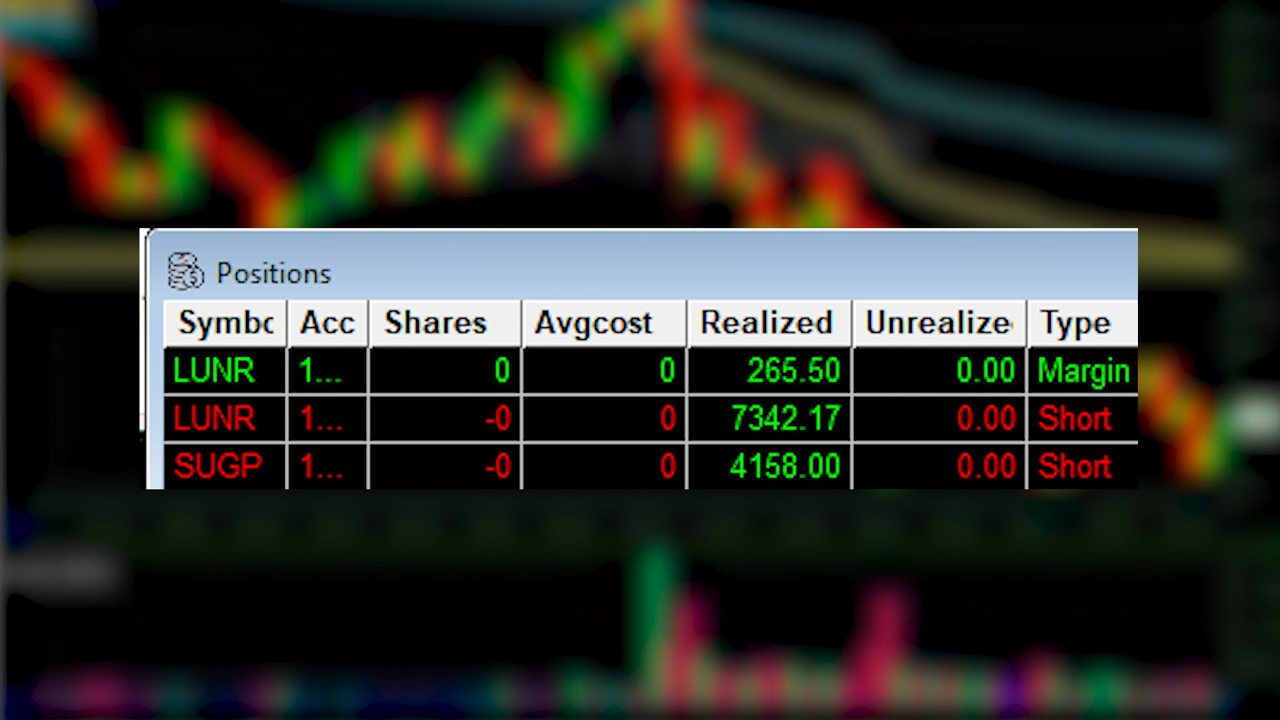 Positions
Symbc Acc Shares Avgcost Realized Unrealize Type
LUNR 1... 0 0 265.50 0.00 Margin
LUNR 1... -0 0 7342.17 0.00 Short
SUGP 1... -0 0 4158.00 0.00 Short